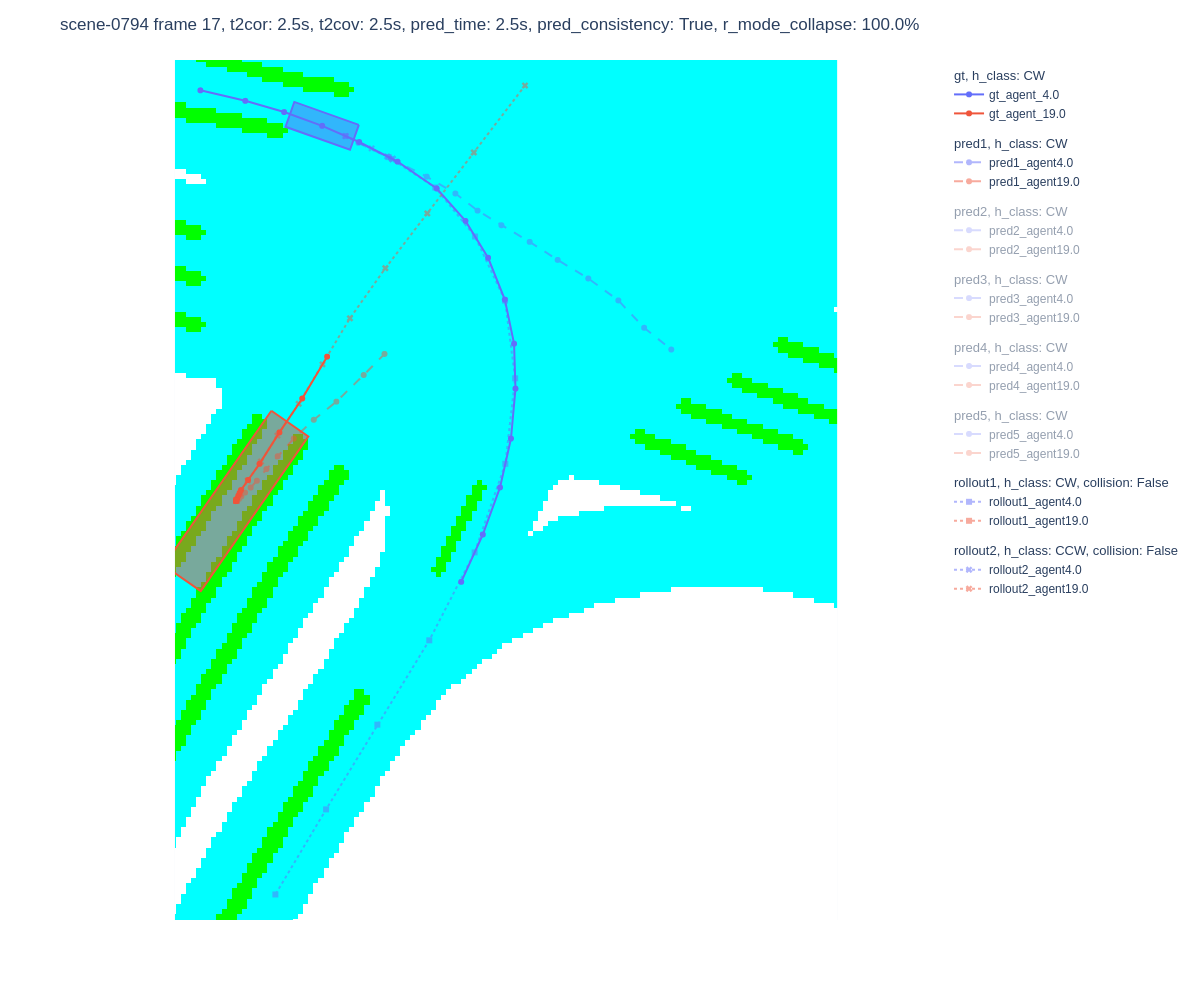 scene-0794 frame 17, t2cor: 2.5s, t2cov: 2.5s, pred_time: 2.5s, pred_consistency: True, r_mode_collapse: 100.0%
gt, h_class: CW
gt_agent_4.0
gt_agent_19.0
pred1, h_class: CW
pred1_agent4.0
pred1_agent19.0
pred2, h_class: CW
pred2_agent4.0
pred2_agent19.0
pred3, h_class: CW
pred3_agent4.0
pred3_agent19.0
pred4, h_class: CW
pred4_agent4.0
pred4_agent19.0
pred5, h_class: CW
pred5_agent4.0
pred5_agent19.0
rollout1, h_class: CW, collision: False
rollout1_agent4.0
rollout1_agent19.0
rollout2, h_class: CCW, collision: False
rollout2_agent4.0
rollout2_agent19.0